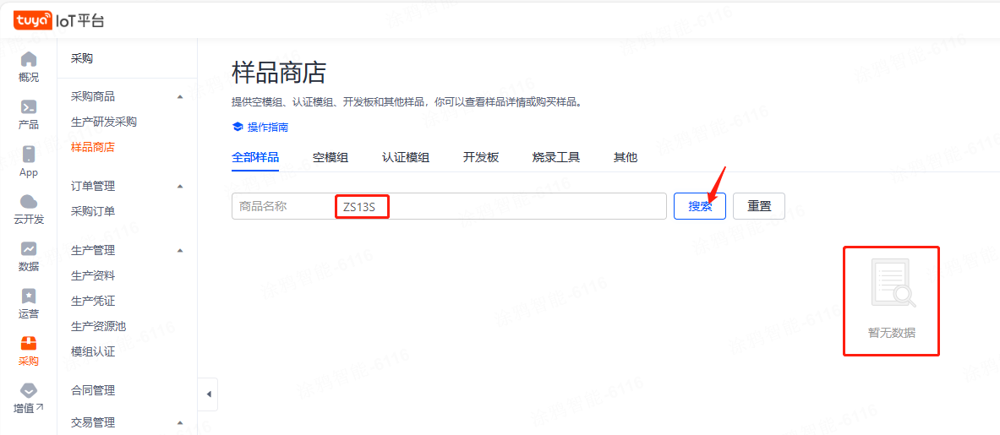 tuya IoT平台
概况
产品
App
云开发
数据
运营
采购
增值
采购
采购商品
生产研发采购
样品商店
订单管理
采购订单
生产管理
生产资料
生产凭证
生产资源池
模组认证
合同管理
交易管理
样品商店
提供空模组、认证模组、开发板和其他样品，你可以查看样品详情或购买样品。
操作指南
全部样品 空模组 认证模组 开发板 烧录工具 其他
商品名称 ZS13S 搜索 重置
暂无数据
涂鸦智能-6116